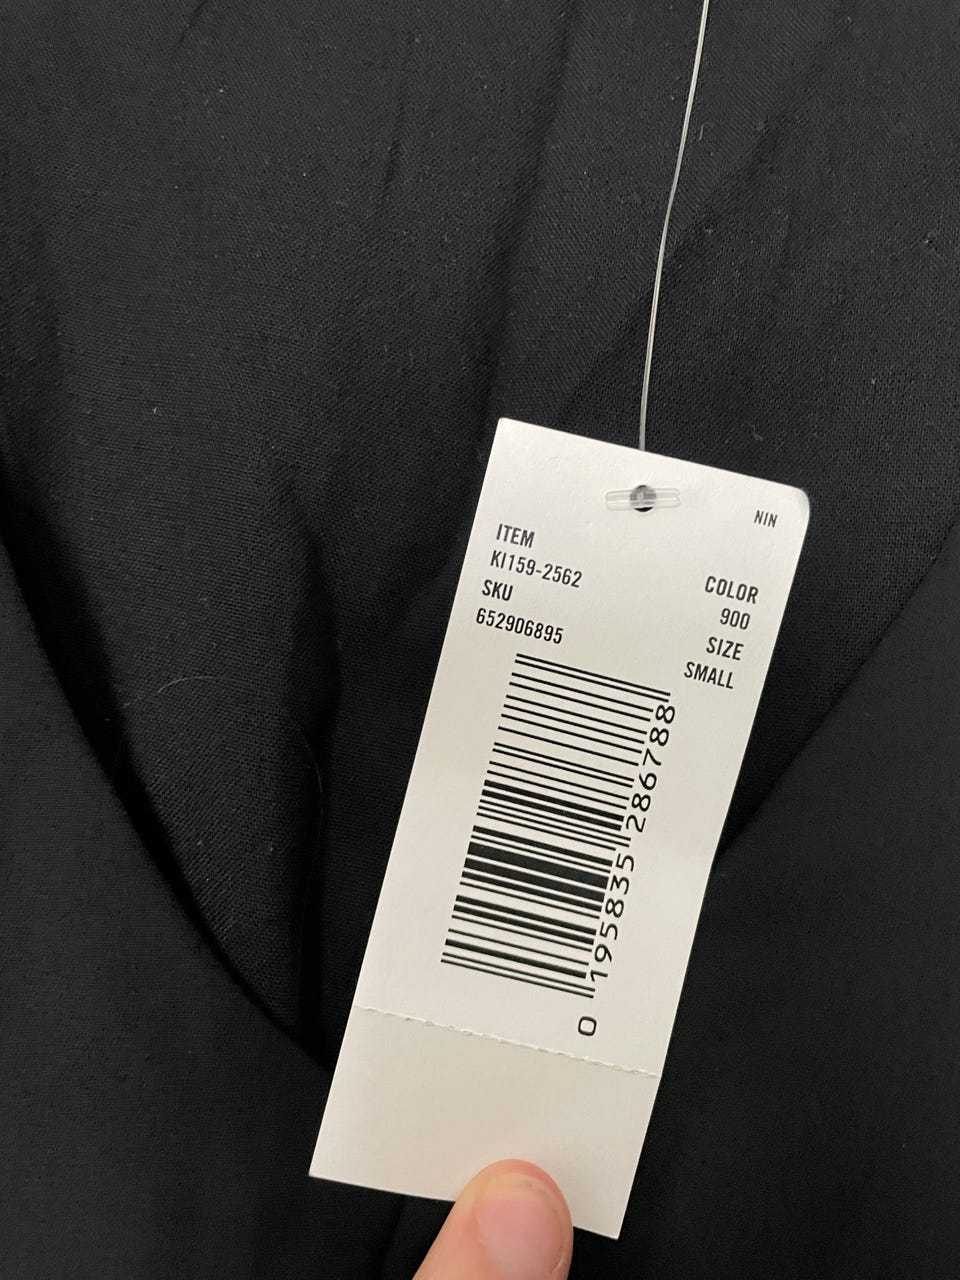 NIN
ITEM
KI159-2562
SKU
652906895
COLOR
900
SIZE
SMALL
0 195835 286788